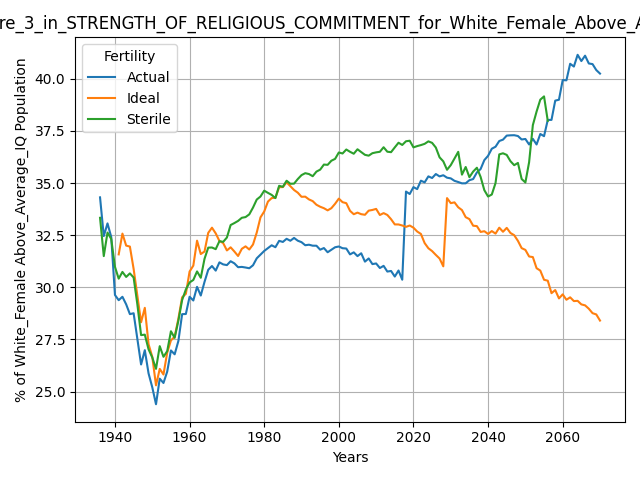 re_3_in_STRENGTH_OF_RELIGIOUS_COMMITMENT_for_White_Female_Above_A
Fertility
Actual
Ideal
Sterile
% of White_Female Above_Average_IQ Population
40.0
37.5
35.0
32.5
30.0
27.5
25.0
1940 1960 1980 2000 2020 2040 2060
Years